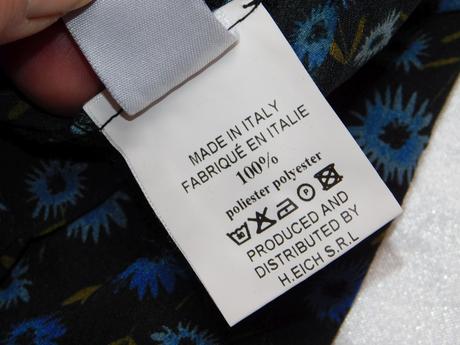 MADE IN ITALY
FABRIQUÉ EN ITALIE
100%
poliester polyester
PRODUCED AND
DISTRIBUTED BY
H.EICH S.R.L